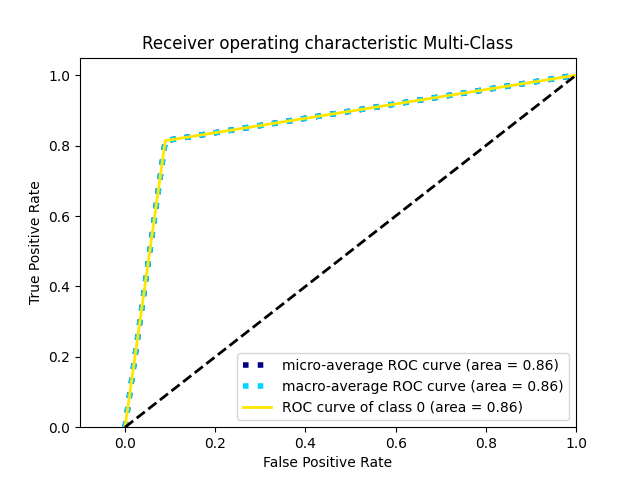 Receiver operating characteristic Multi-Class
1.0
0.8
0.6
0.4
0.2
0.0
True Positive Rate
micro-average ROC curve (area = 0.86)
macro-average ROC curve (area = 0.86)
ROC curve of class 0 (area = 0.86)
0.0 0.2 0.4 0.6 0.8 1.0
False Positive Rate